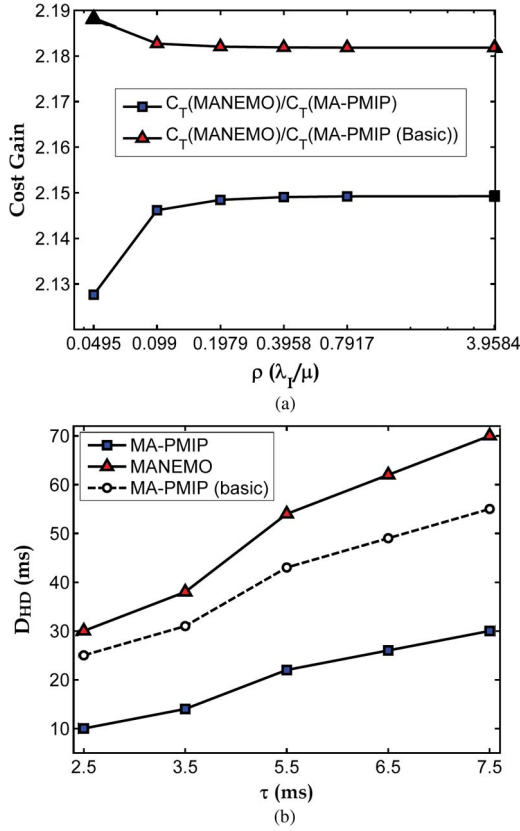 2.19
2.18
2.17
2.16
2.15
2.14
2.13
Cost Gain
C_T(MANEMO)/C_T(MA-PMIP)
C_T(MANEMO)/C_T(MA-PMIP (Basic))
0.0495 0.099 0.1979 0.3958 0.7917 3.9584
ρ (λ_I/μ)
(a)
70
60
50
40
30
20
10
D_HD (ms)
MA-PMIP
MANEMO
MA-PMIP (basic)
2.5 3.5 5.5 6.5 7.5
τ (ms)
(b)